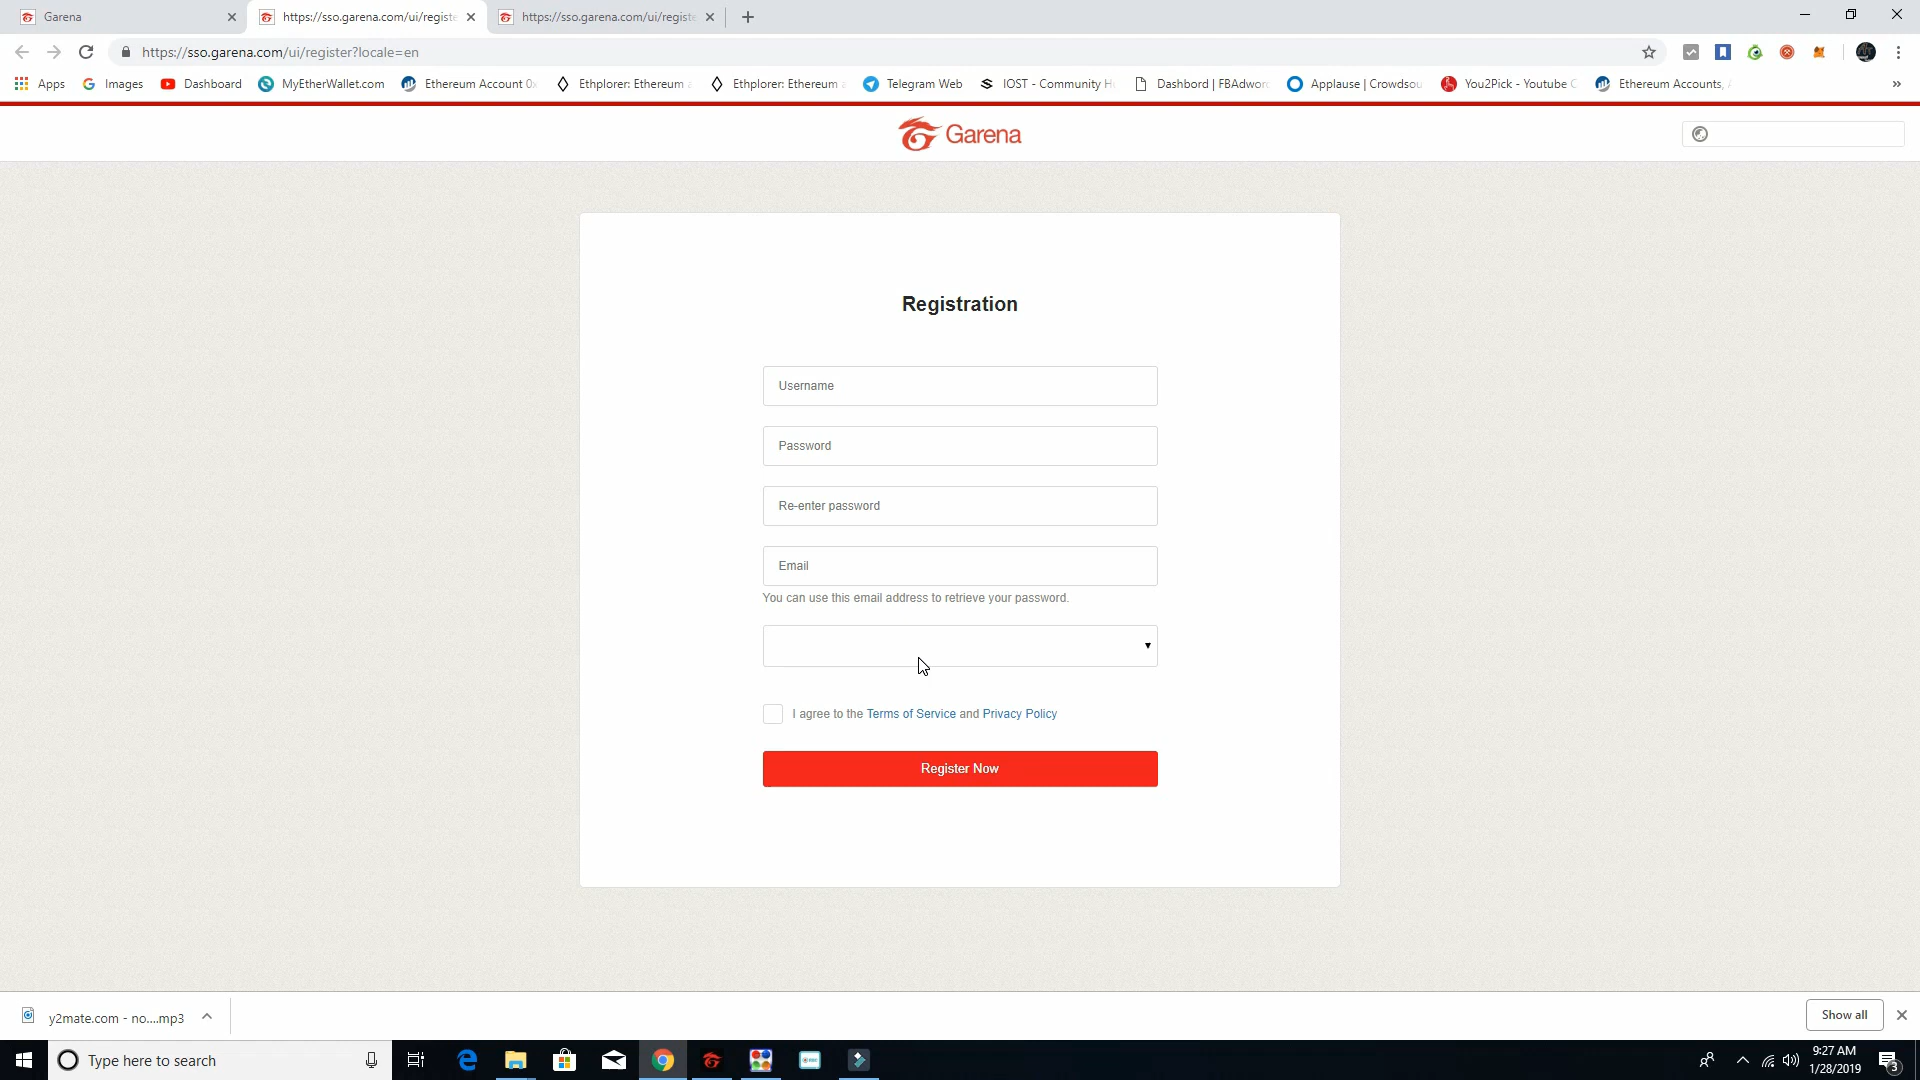 Garena
https://sso.garena.com/ui/registe
https://sso.garena.com/ui/registe
https://sso.garena.com/ui/register?locale=en
Apps
Images
Dashboard
MyEtherWallet.com
Ethereum Account 0x
Ethplorer: Ethereum a
Ethplorer: Ethereum a
Telegram Web
IOST - Community H
Dashbord | FBAdwor
Applause | Crowdsou
You2Pick - Youtube C
Ethereum Accounts,
»
Garena
Registration
Username
Password
Re-enter password
Email
You can use this email address to retrieve your password.
I agree to the Terms of Service and Privacy Policy
Register Now
y2mate.com - no....mp3
Show all
Type here to search
9:27 AM
1/28/2019
3